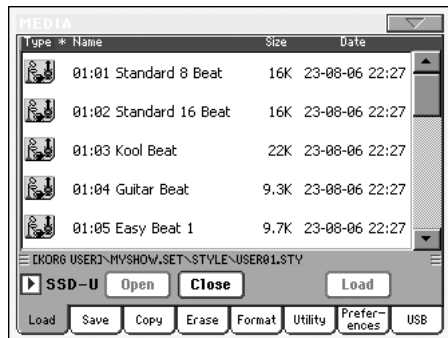 MEDIA
Type * Name Size Date
01:01 Standard 8 Beat 16K 23-08-06 22:27
01:02 Standard 16 Beat 16K 23-08-06 22:27
01:03 Kool Beat 22K 23-08-06 22:27
01:04 Guitar Beat 9.3K 23-08-06 22:27
01:05 Easy Beat 1 9.7K 23-08-06 22:27
[KORG USER]\MYSHOW.SET\STYLE\USER01.STY
SSD-U Open Close Load
Load Save Copy Erase Format Utility Prefer-ences USB